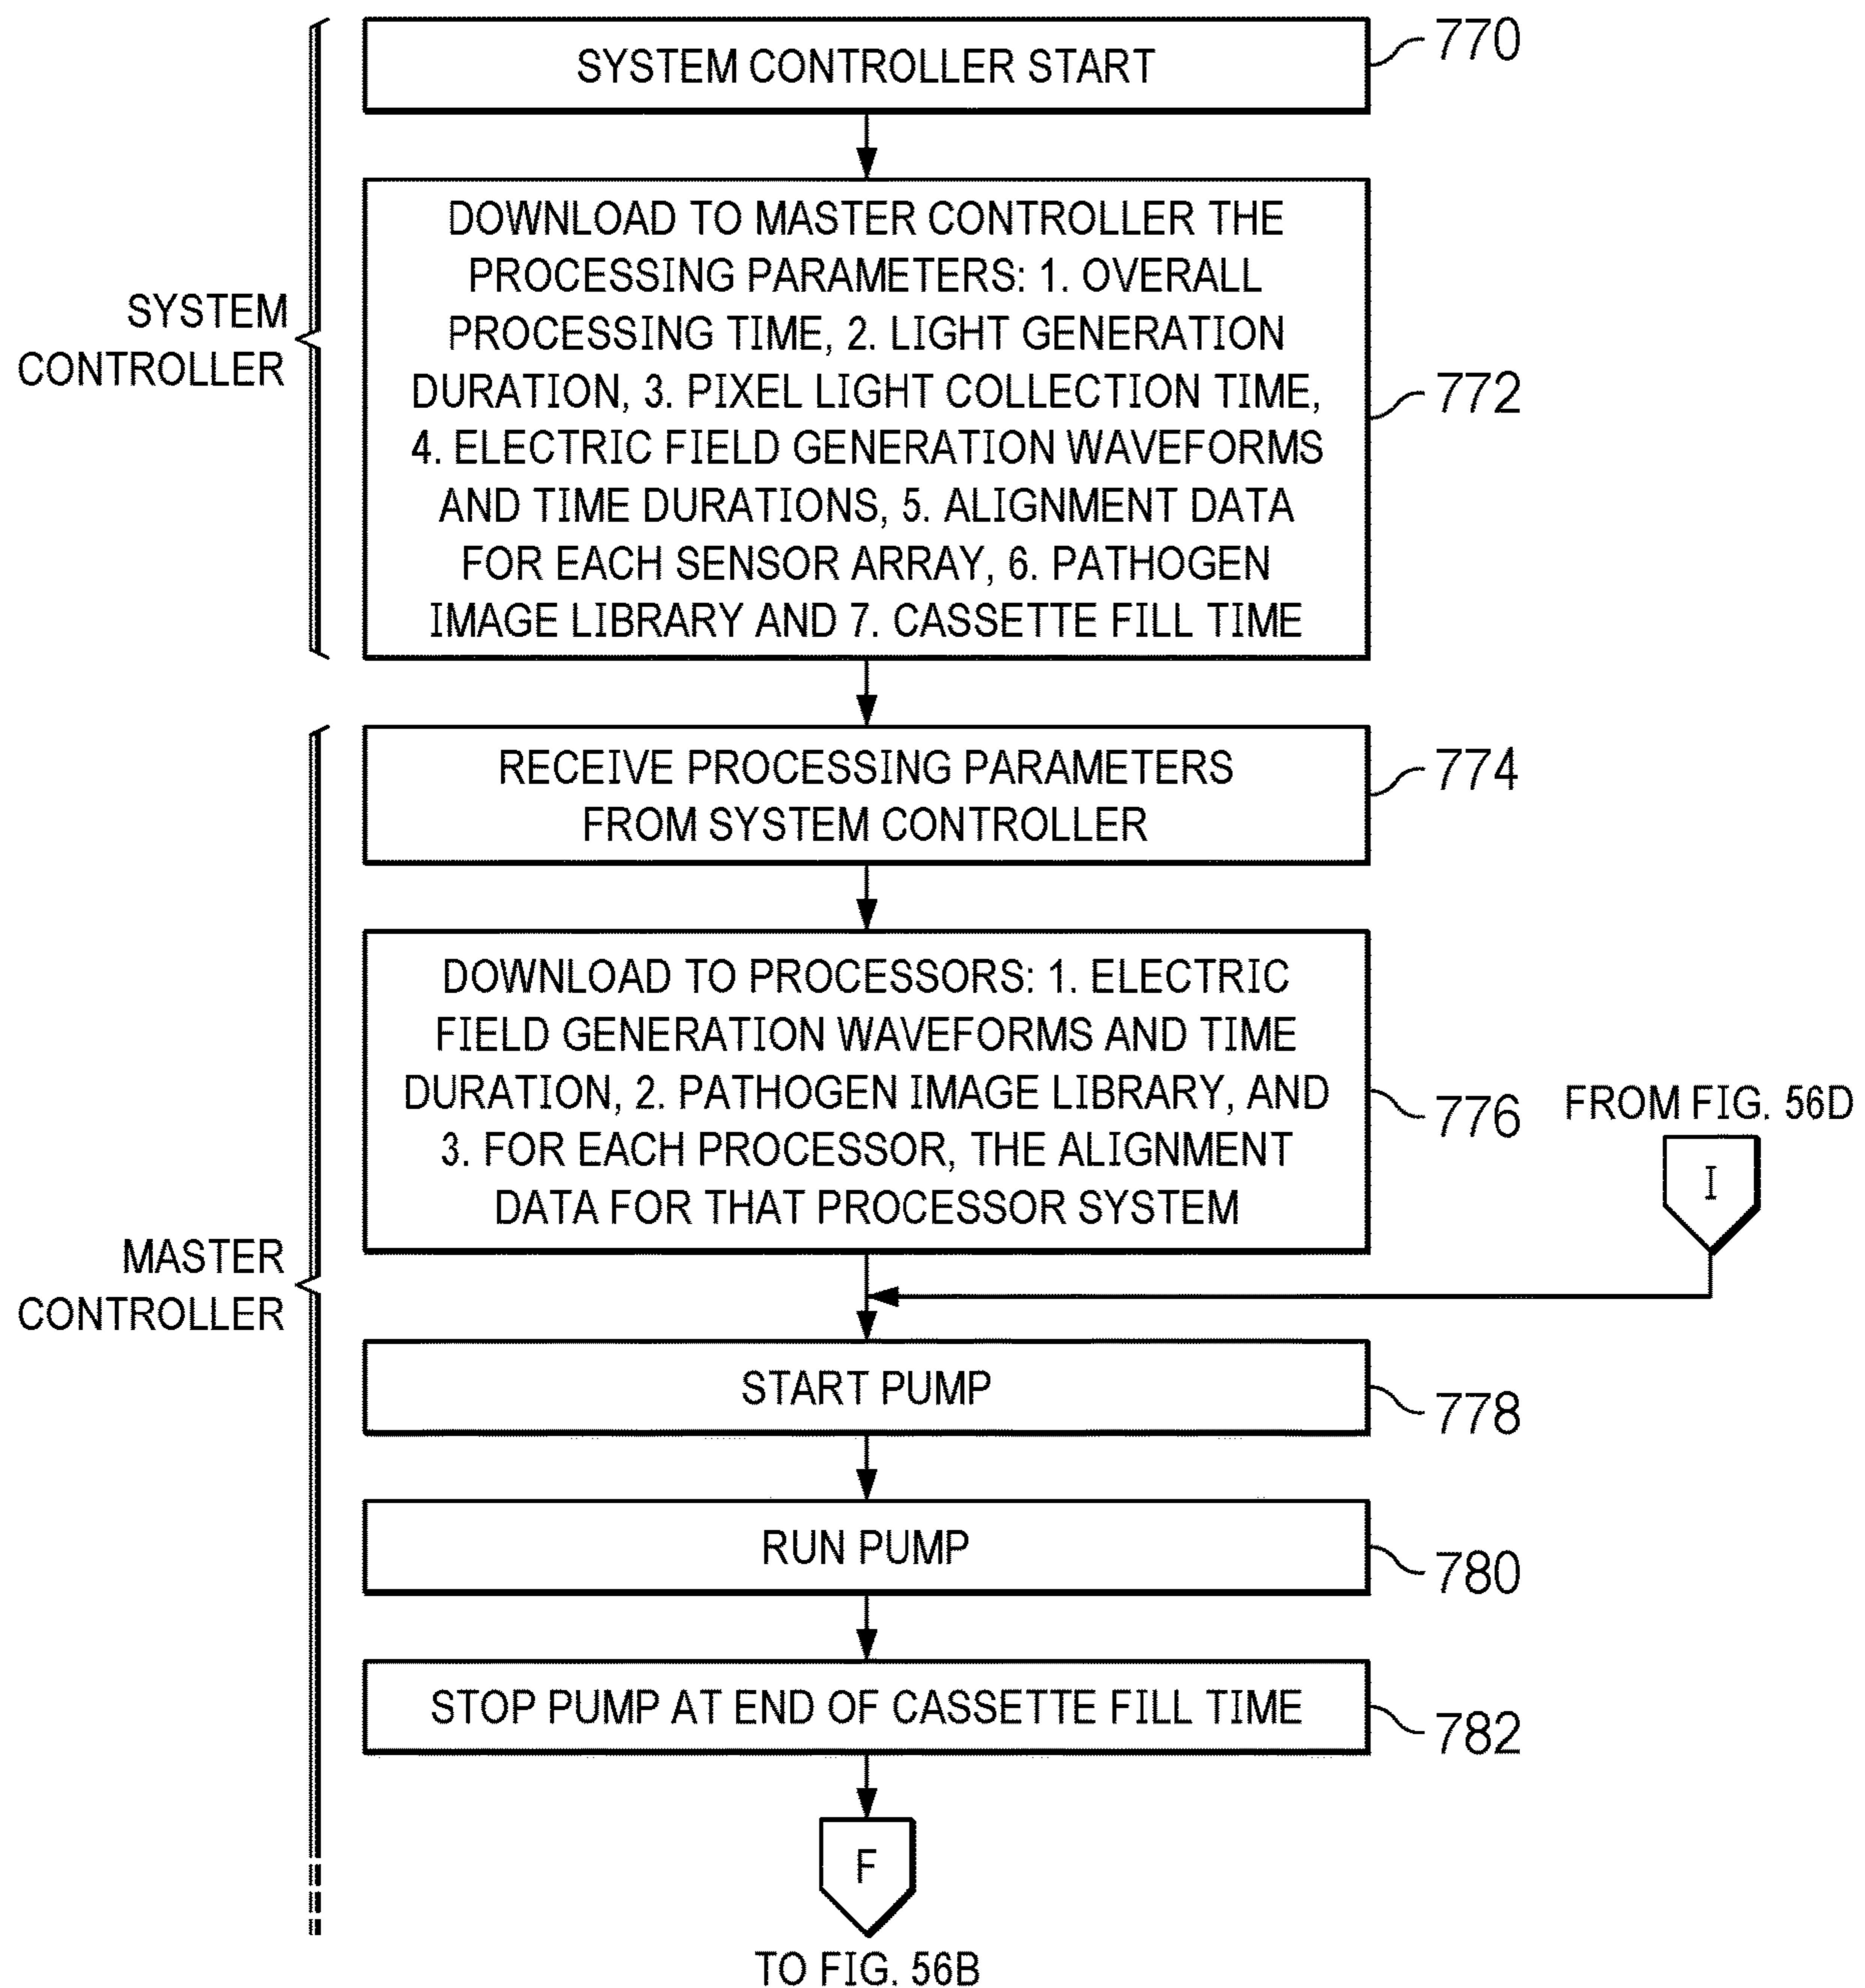 SYSTEM CONTROLLER START
770
DOWNLOAD TO MASTER CONTROLLER THE
PROCESSING PARAMETERS: 1. OVERALL
PROCESSING TIME, 2. LIGHT GENERATION
DURATION, 3. PIXEL LIGHT COLLECTION TIME,
4. ELECTRIC FIELD GENERATION WAVEFORMS
AND TIME DURATIONS, 5. ALIGNMENT DATA
FOR EACH SENSOR ARRAY, 6. PATHOGEN
IMAGE LIBRARY AND 7. CASSETTE FILL TIME
772
SYSTEM
CONTROLLER
RECEIVE PROCESSING PARAMETERS
FROM SYSTEM CONTROLLER
774
DOWNLOAD TO PROCESSORS: 1. ELECTRIC
FIELD GENERATION WAVEFORMS AND TIME
DURATION, 2. PATHOGEN IMAGE LIBRARY, AND
3. FOR EACH PROCESSOR, THE ALIGNMENT
DATA FOR THAT PROCESSOR SYSTEM
776
FROM FIG. 56D
I
MASTER
CONTROLLER
START PUMP
778
RUN PUMP
780
STOP PUMP AT END OF CASSETTE FILL TIME
782
F
TO FIG. 56B